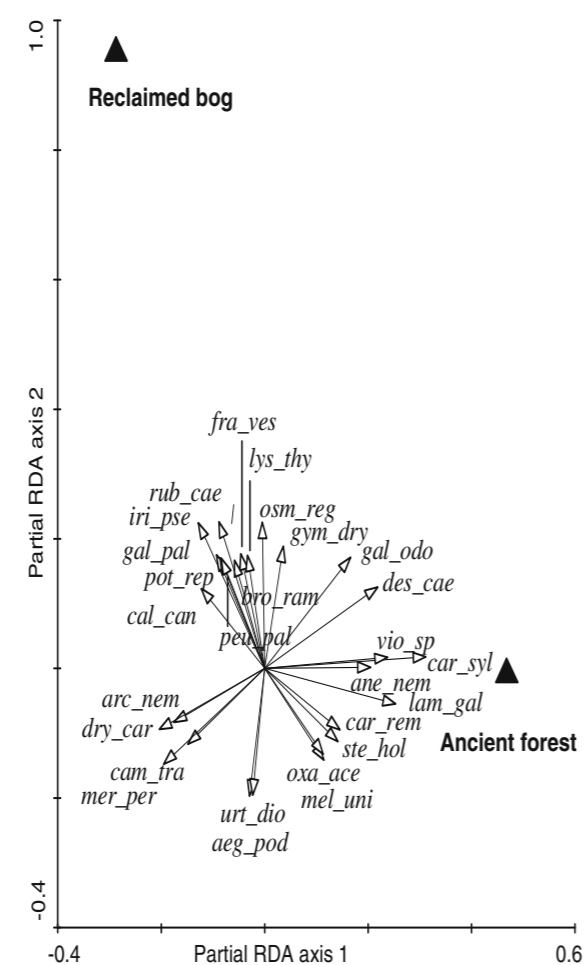 1.0
Reclaimed bog
Partial RDA axis 2
fra_ves
lys_thy
rub_cae
osm_reg
iri_pse
gym_dry
gal_pal
gal_odo
pot_rep
des_cae
bro_ram
cal_can
peu_pal
vio_sp
car_syl
ane_nem
arc_nem
lam_gal
dry_car
car_rem
Ancient forest
ste_hol
cam_tra
oxa_ace
mer_per
mel_uni
urt_dio
aeg_pod
-0.4
-0.4
Partial RDA axis 1
0.6